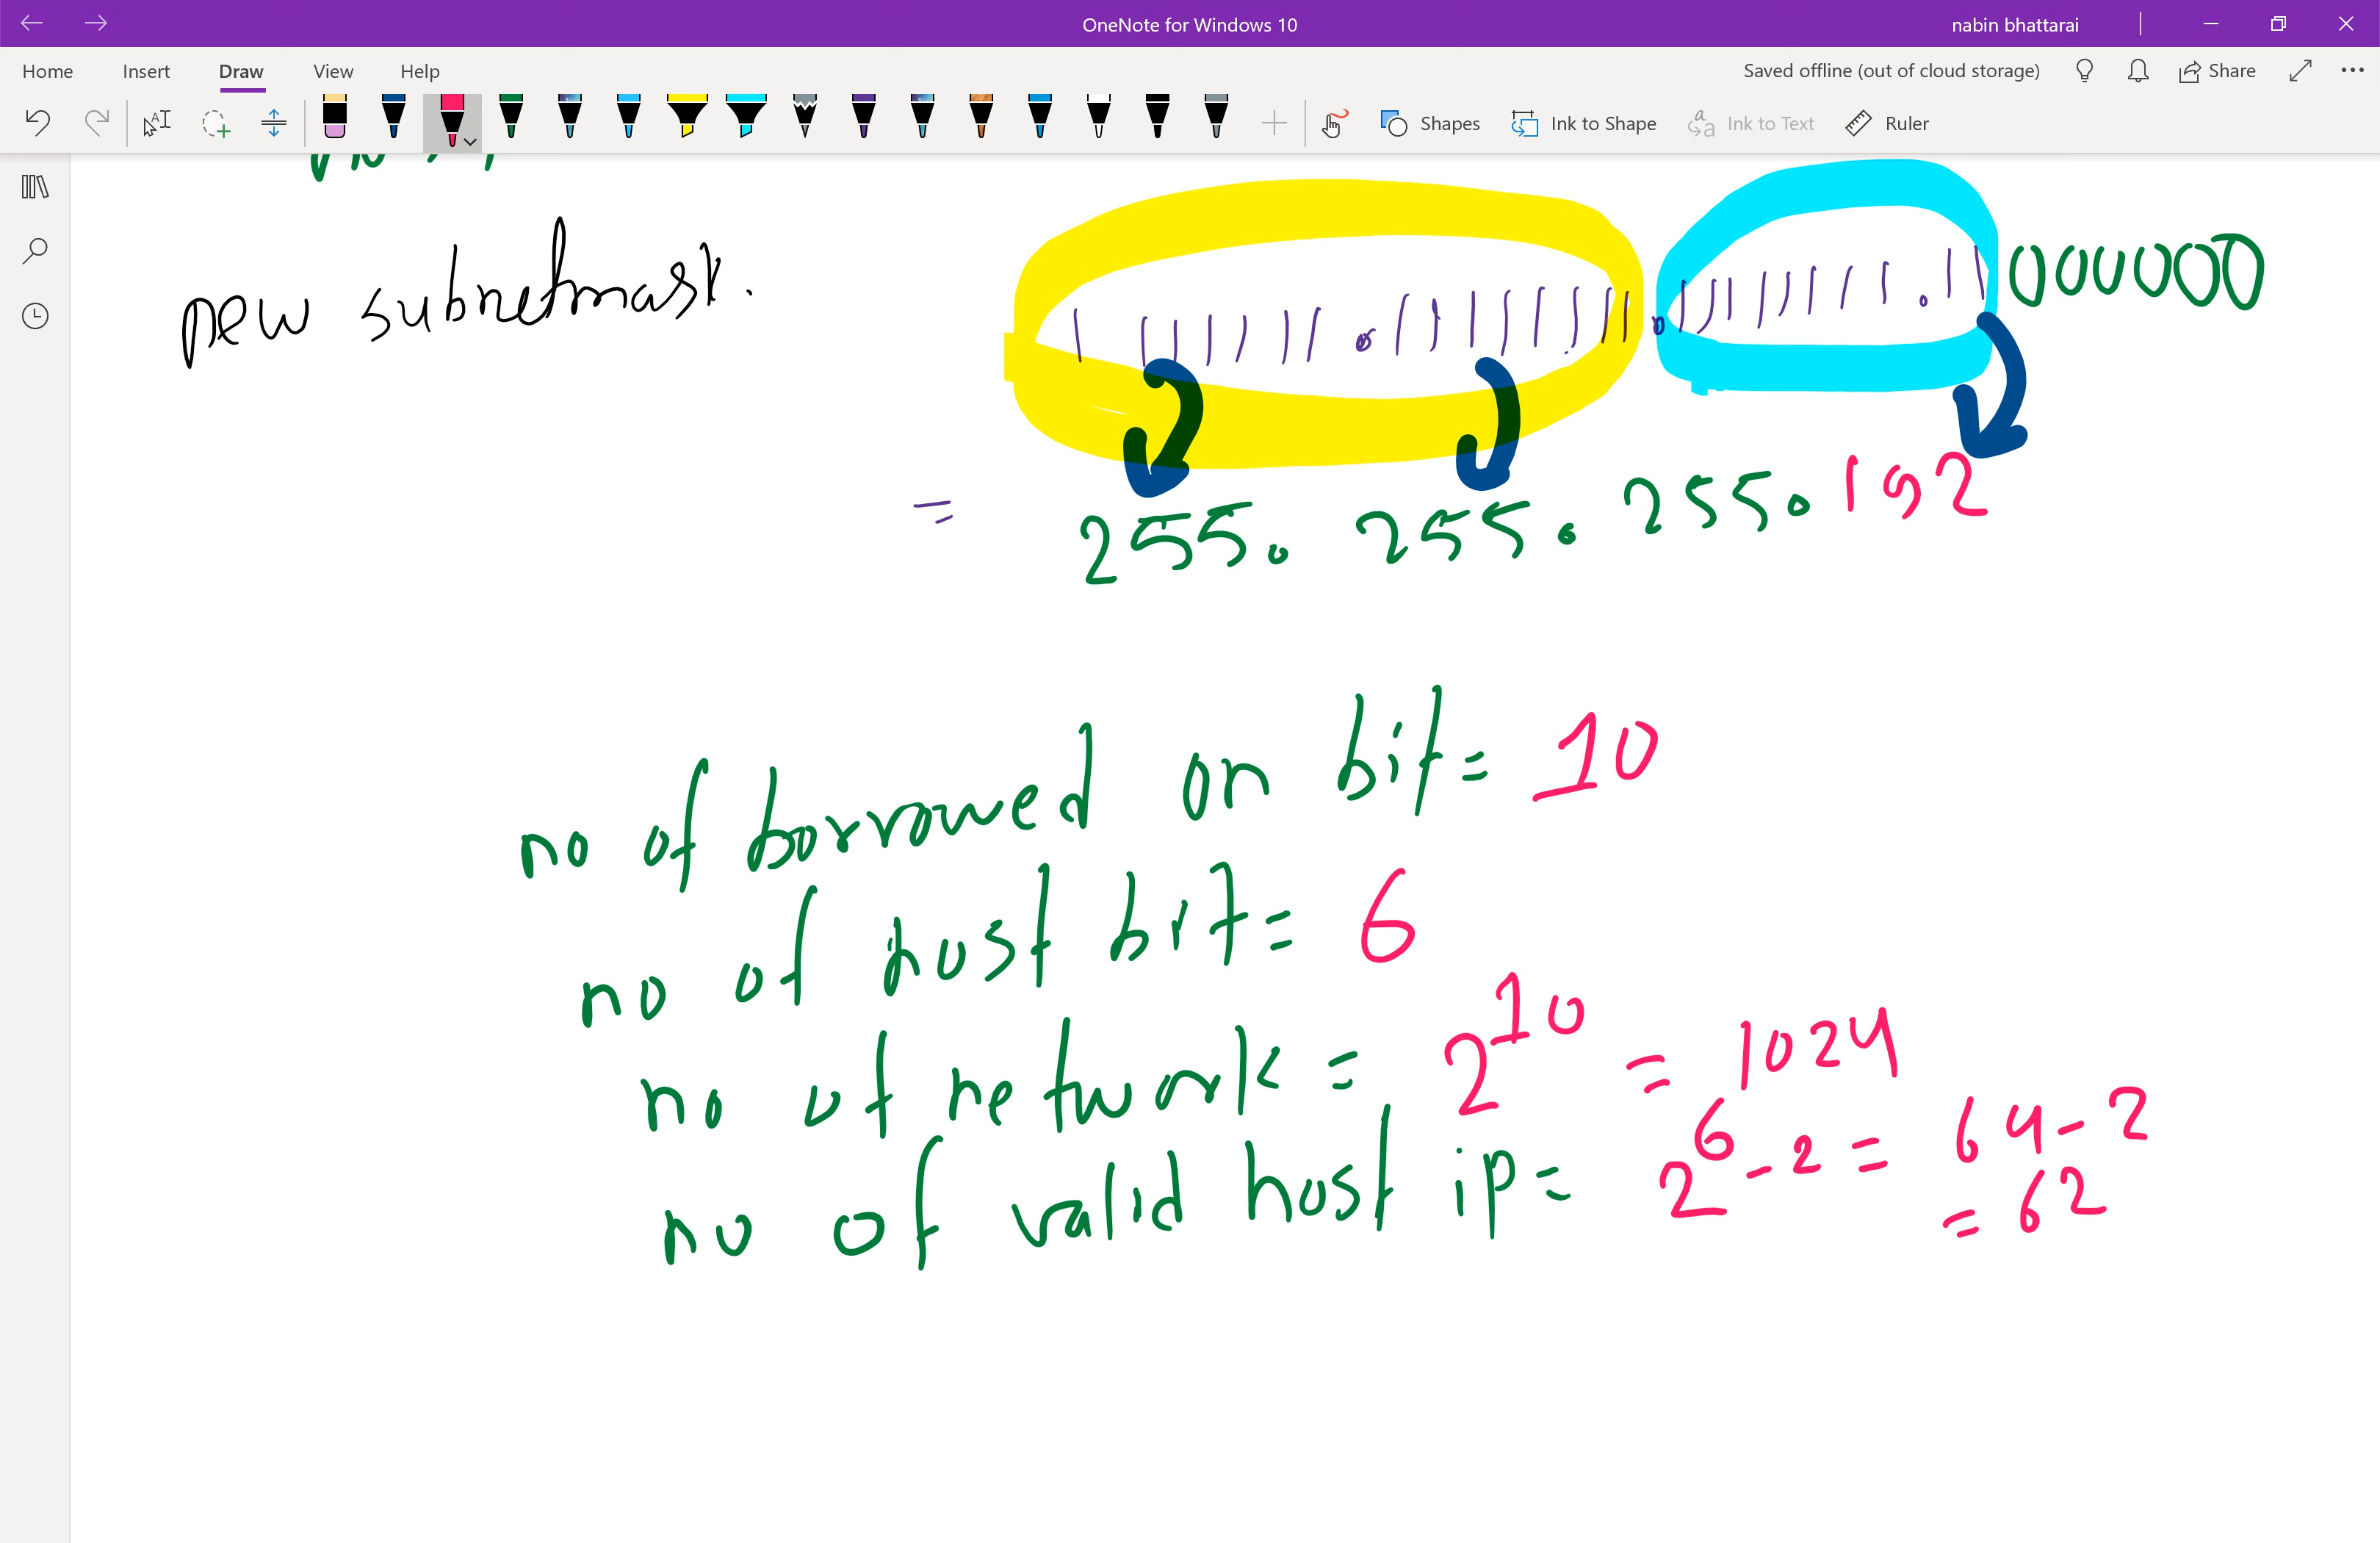 OneNote for Windows 10
nabin bhattarai
Home Insert Draw View Help
Saved offline (out of cloud storage)
Share
Shapes
Ink to Shape
Ink to Text
Ruler
new subnetmask.
= 255. 255. 255. 192
no of borrowed on bit= 10
no of host bit= 6
no of network = 2^10 = 1024
no of valid host ip= 2^6 - 2 = 64-2
= 62